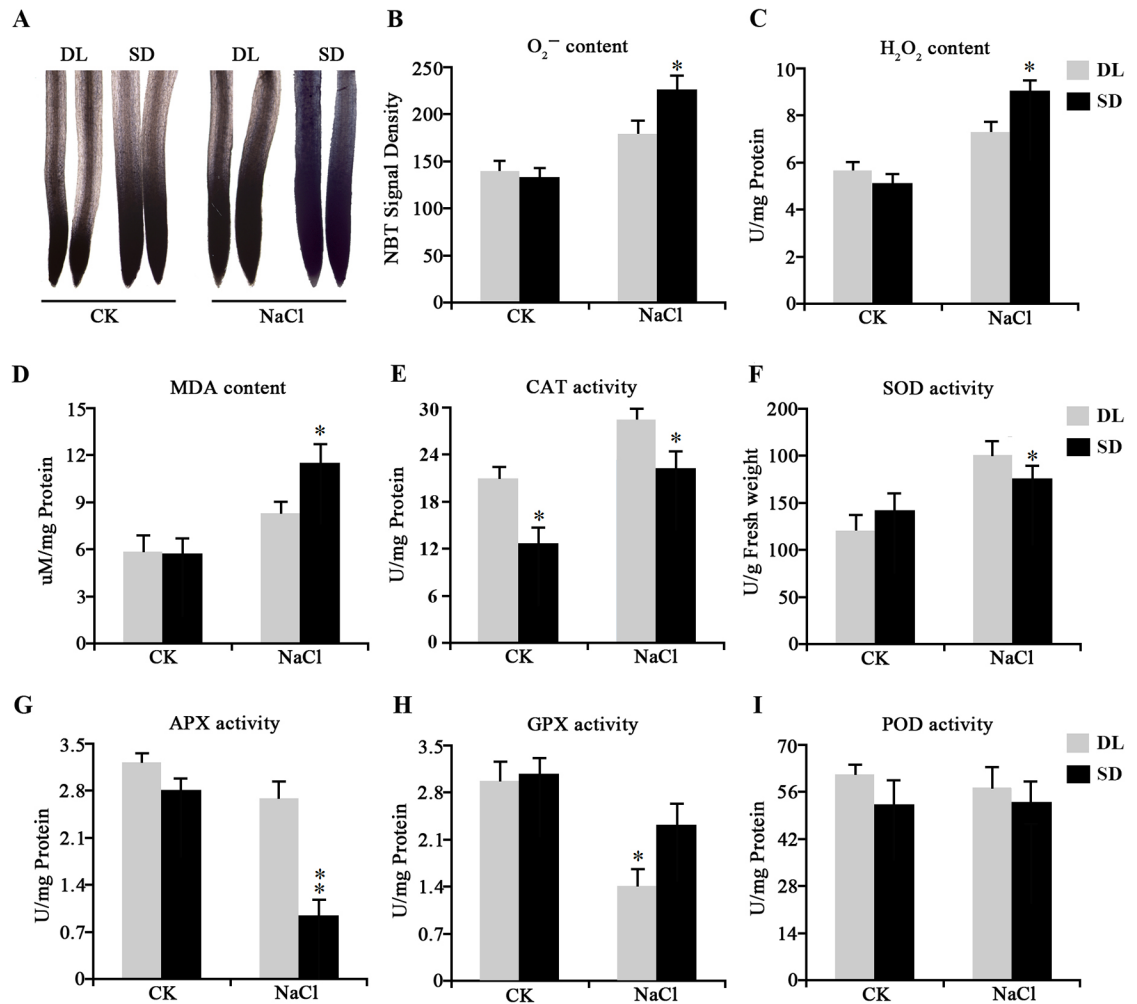 A
DL SD DL SD
CK NaCl
B
O₂⁻ content
NBT Signal Density
250
200
150
100
50
0
CK NaCl
C
H₂O₂ content
U/mg Protein
10
8
6
4
2
0
*
*
CK NaCl
DL
SD
D
MDA content
uM/mg Protein
15
12
9
6
3
0
*
CK NaCl
E
CAT activity
U/mg Protein
30
24
18
12
6
0
*
*
CK NaCl
F
SOD activity
U/g Fresh weight
200
100
150
100
50
0
*
CK NaCl
DL
SD
G
APX activity
U/mg Protein
3.5
2.8
2.1
1.4
0.7
0
*
*
CK NaCl
H
GPX activity
U/mg Protein
3.5
2.8
2.1
1.4
0.7
0
*
CK NaCl
I
POD activity
U/mg Protein
70
56
42
28
14
0
CK NaCl
DL
SD